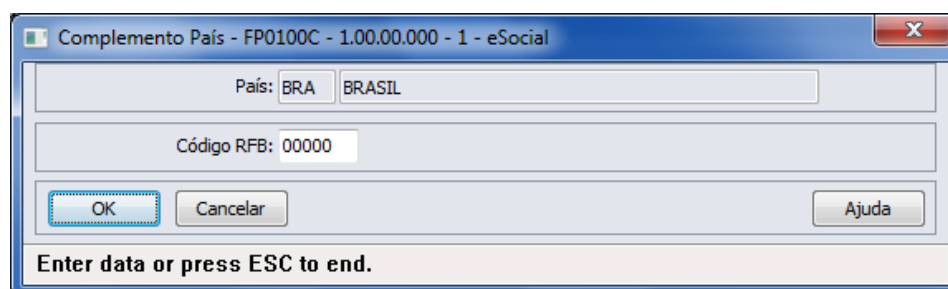 Complemento País - FP0100C - 1.00.00.000 - 1 - eSocial
País: BRA BRASIL
Código RFB: 00000
OK Cancelar Ajuda
Enter data or press ESC to end.